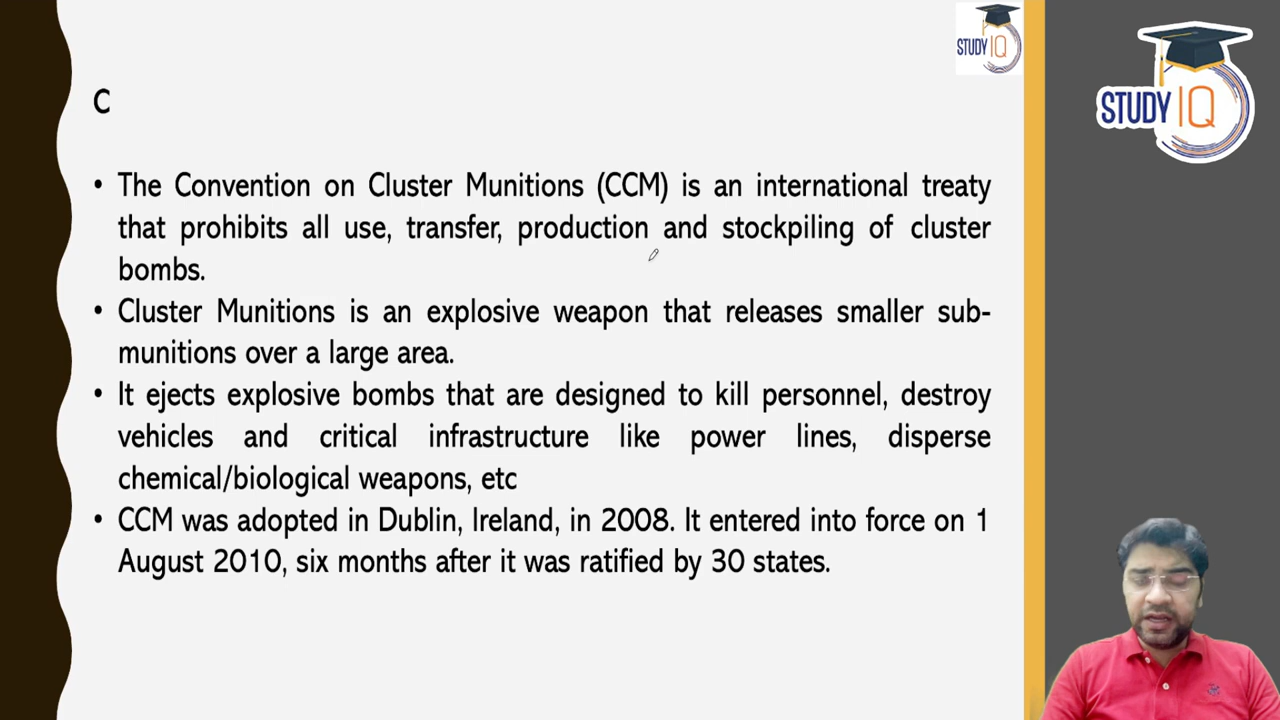 STUDY IQ
STUDY IQ
C
• The Convention on Cluster Munitions (CCM) is an international treaty
that prohibits all use, transfer, production and stockpiling of cluster
bombs.
• Cluster Munitions is an explosive weapon that releases smaller sub-
munitions over a large area.
• It ejects explosive bombs that are designed to kill personnel, destroy
vehicles and critical infrastructure like power lines, disperse
chemical/biological weapons, etc
• CCM was adopted in Dublin, Ireland, in 2008. It entered into force on 1
August 2010, six months after it was ratified by 30 states.